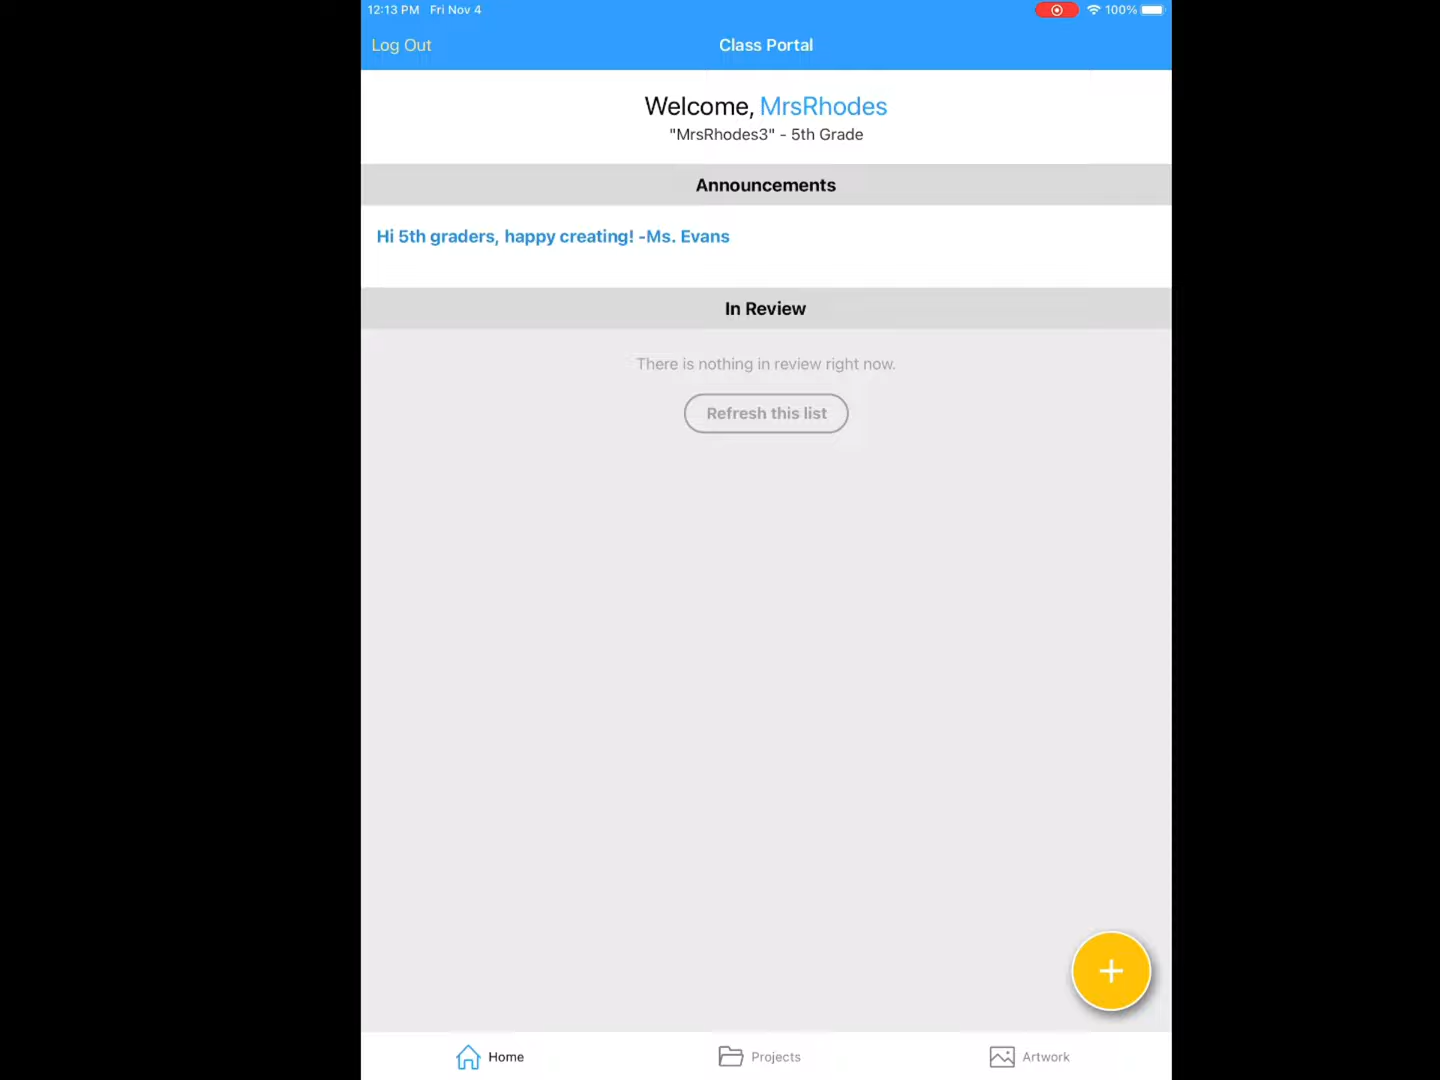 12:13 PM Fri Nov 4
100%
Log Out
Class Portal
Welcome, MrsRhodes
"MrsRhodes3" - 5th Grade
Announcements
Hi 5th graders, happy creating! -Ms. Evans
In Review
There is nothing in review right now.
Refresh this list
+
Home
Projects
Artwork